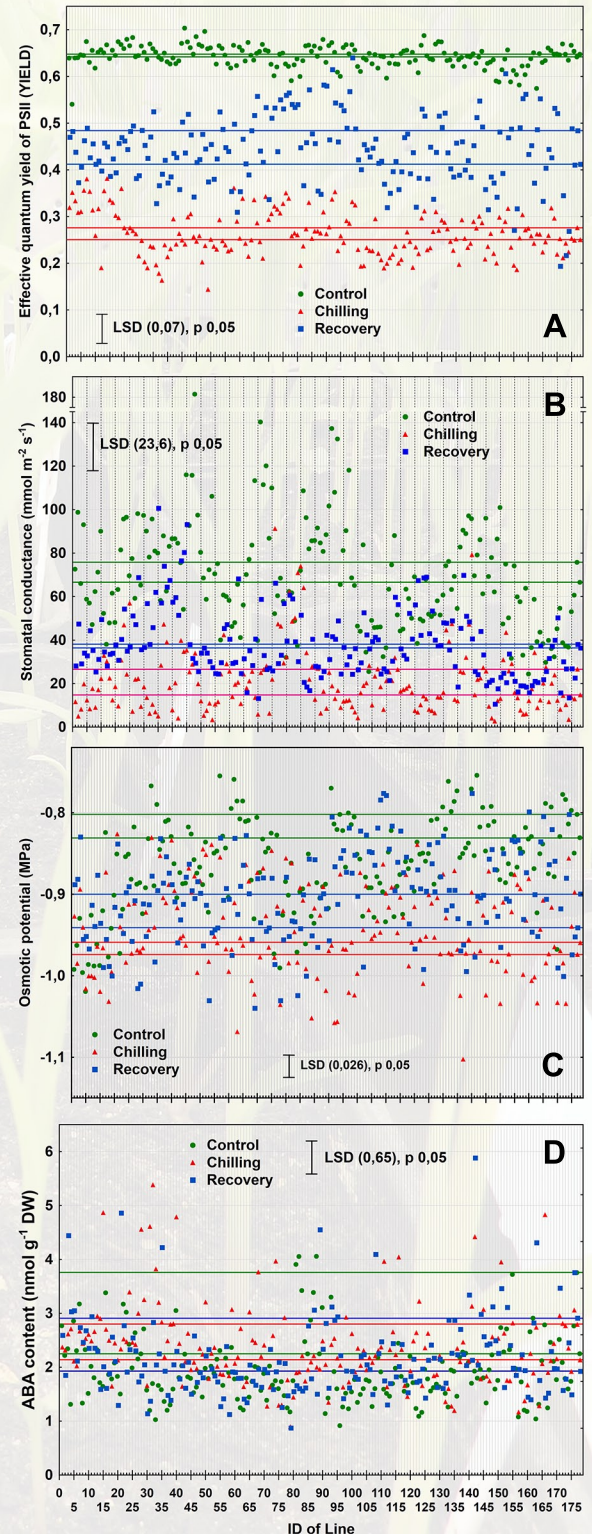 Effective quantum yield of PSII (YIELD)
0,7
0,6
0,5
0,4
0,3
0,2
0,1
0,0
Control
Chilling
Recovery
LSD (0,07), p 0,05
A
Stomatal conductance (mmol m⁻² s⁻¹)
180
140
120
100
80
60
40
20
0
B
LSD (23,6), p 0,05
Control
Chilling
Recovery
Osmotic potential (MPa)
-0,8
-0,9
-1,0
-1,1
Control
Chilling
Recovery
LSD (0,026), p 0,05
C
ABA content (nmol g⁻¹ DW)
6
5
4
3
2
1
0
Control
Chilling
Recovery
LSD (0,65), p 0,05
D
0 10 20 30 40 50 60 70 80 90 100 110 120 130 140 150 160 170
5 15 25 35 45 55 65 75 85 95 105 115 125 135 145 155 165 175
ID of Line